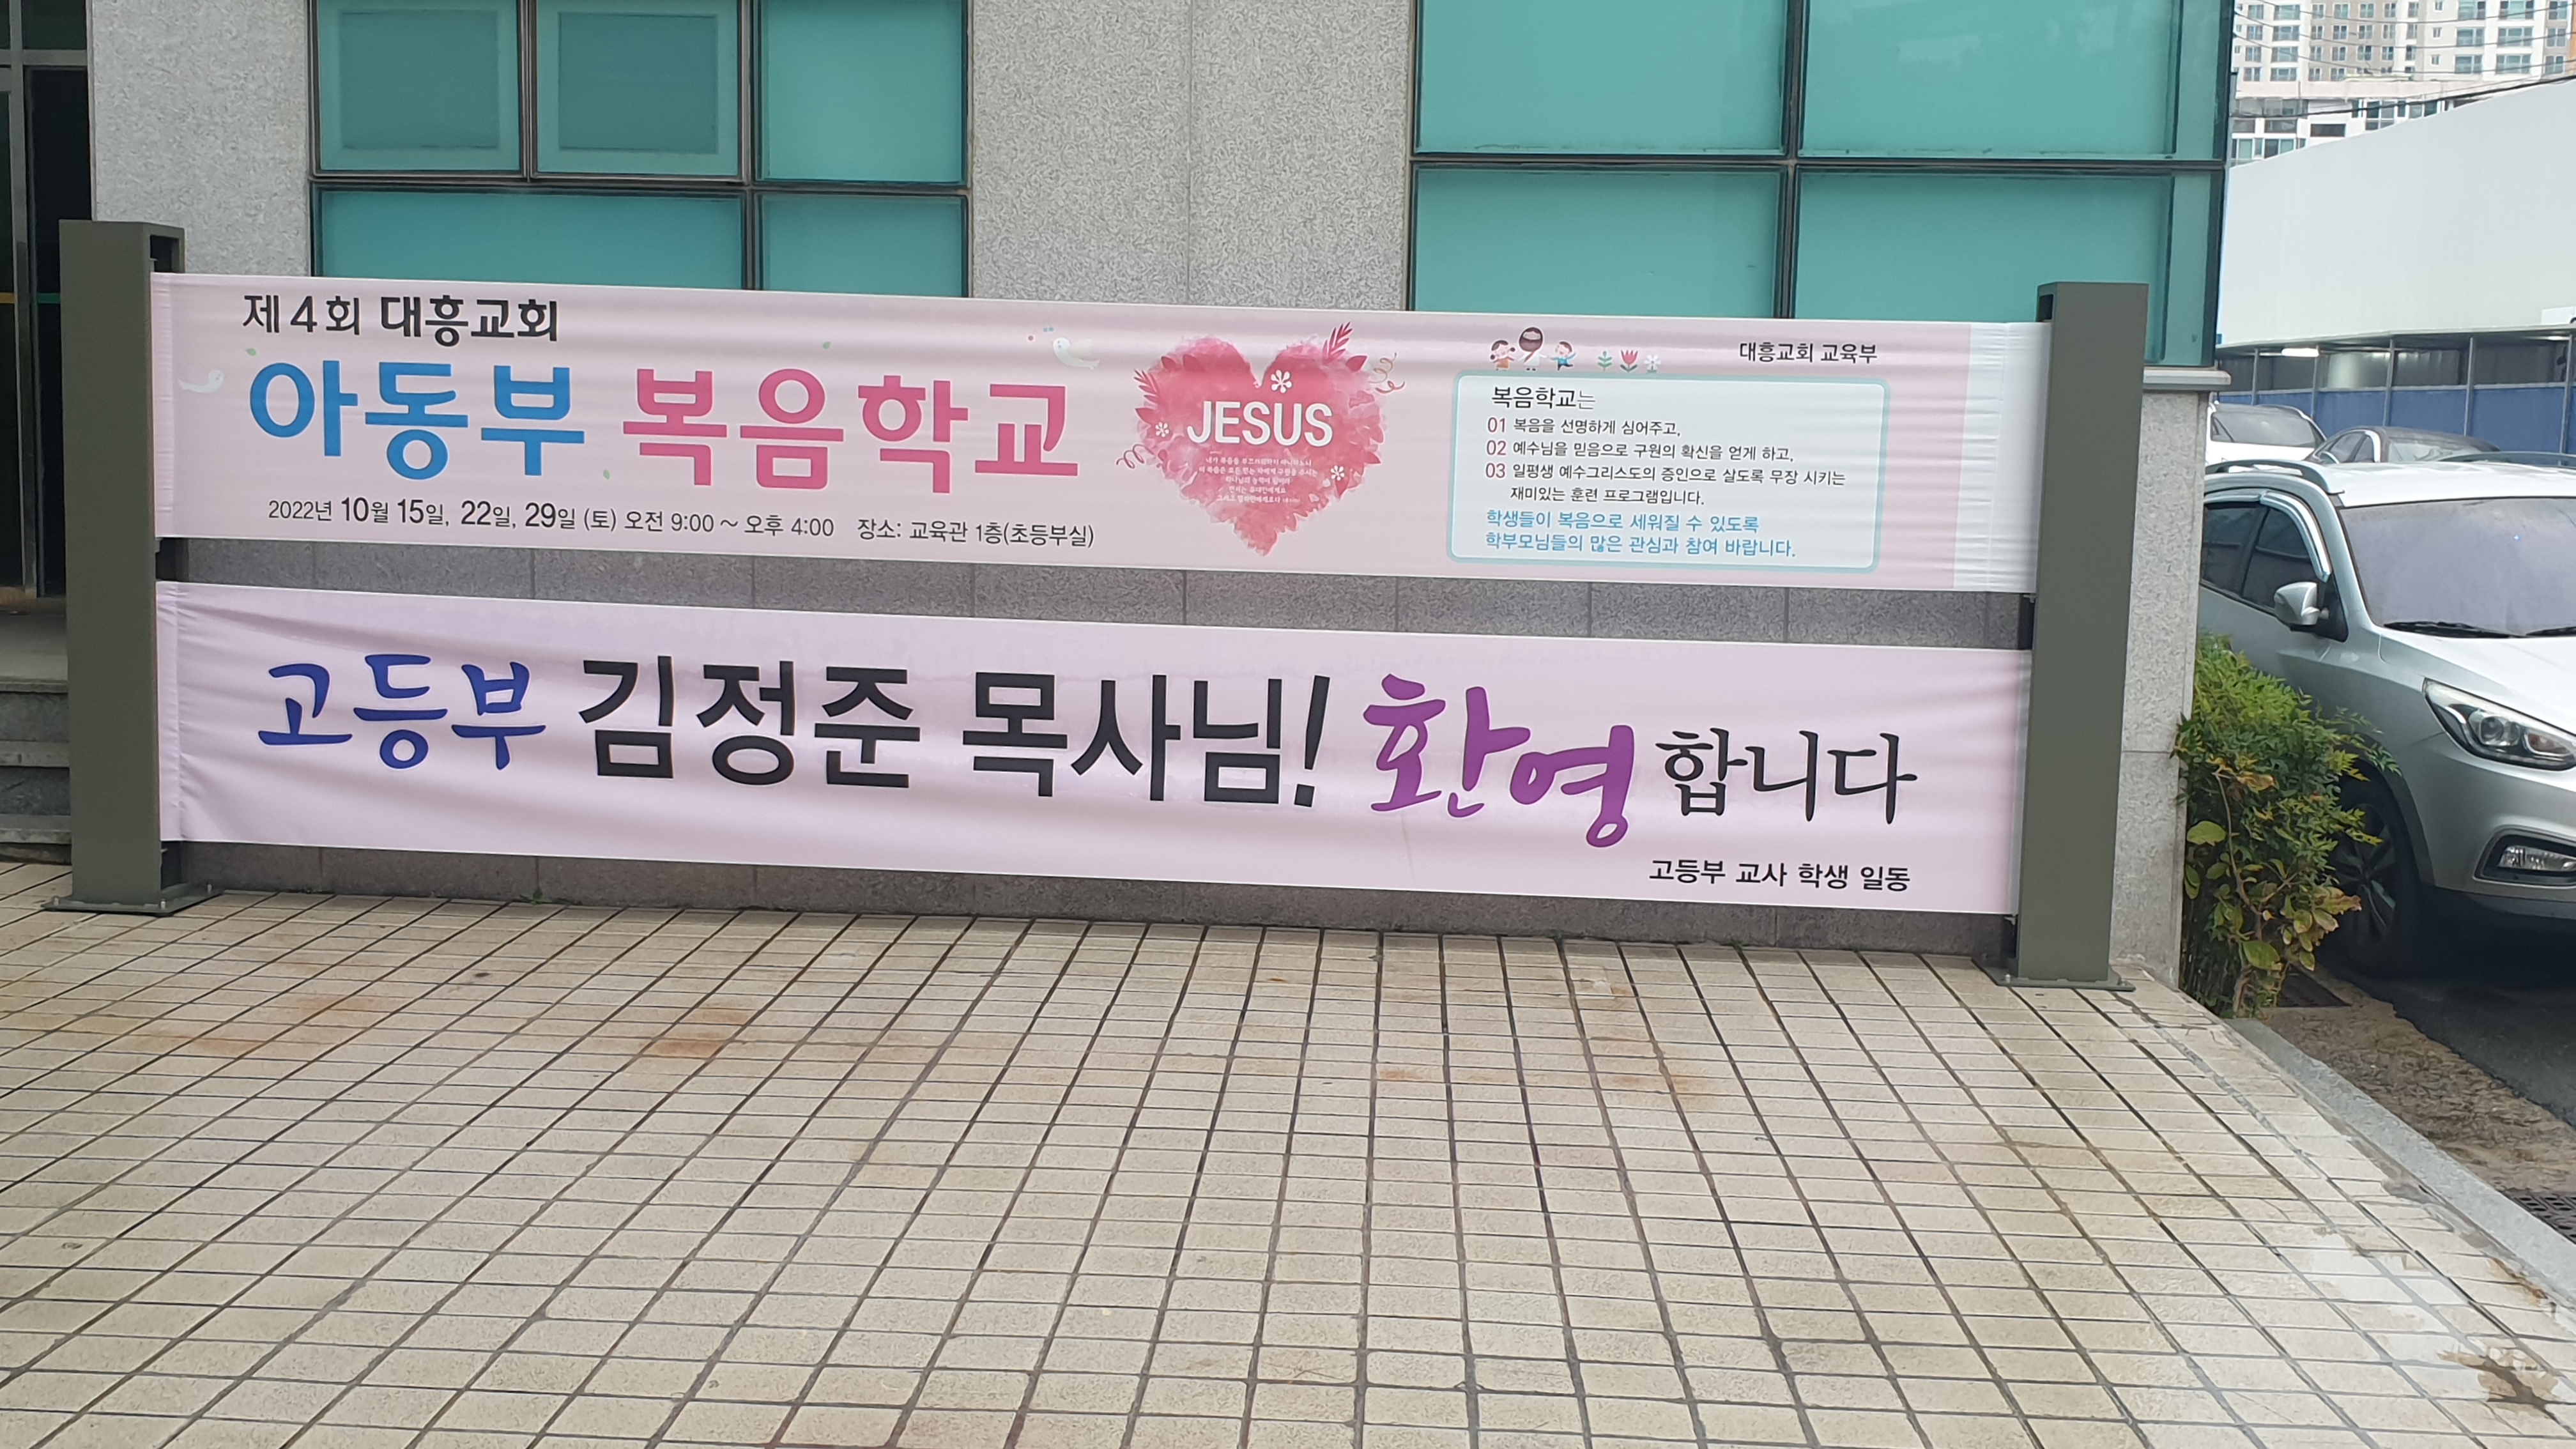 제4회 대흥교회
아동부 복음학교
2022년 10월 15일, 22일, 29일 (토) 오전 9:00 ~ 오후 4:00 장소: 교육관 1층(초등부실)
JESUS
대흥교회 교육부
복음학교는
01 복음을 선명하게 심어주고,
02 예수님을 믿음으로 구원의 확신을 얻게 하고,
03 일평생 예수그리스도의 증인으로 살도록 무장 시키는
재미있는 훈련 프로그램입니다.
학생들이 복음으로 세워질 수 있도록
학부모님들의 많은 관심과 참여 바랍니다.
고등부 김정준 목사님! 환영합니다
고등부 교사 학생 일동